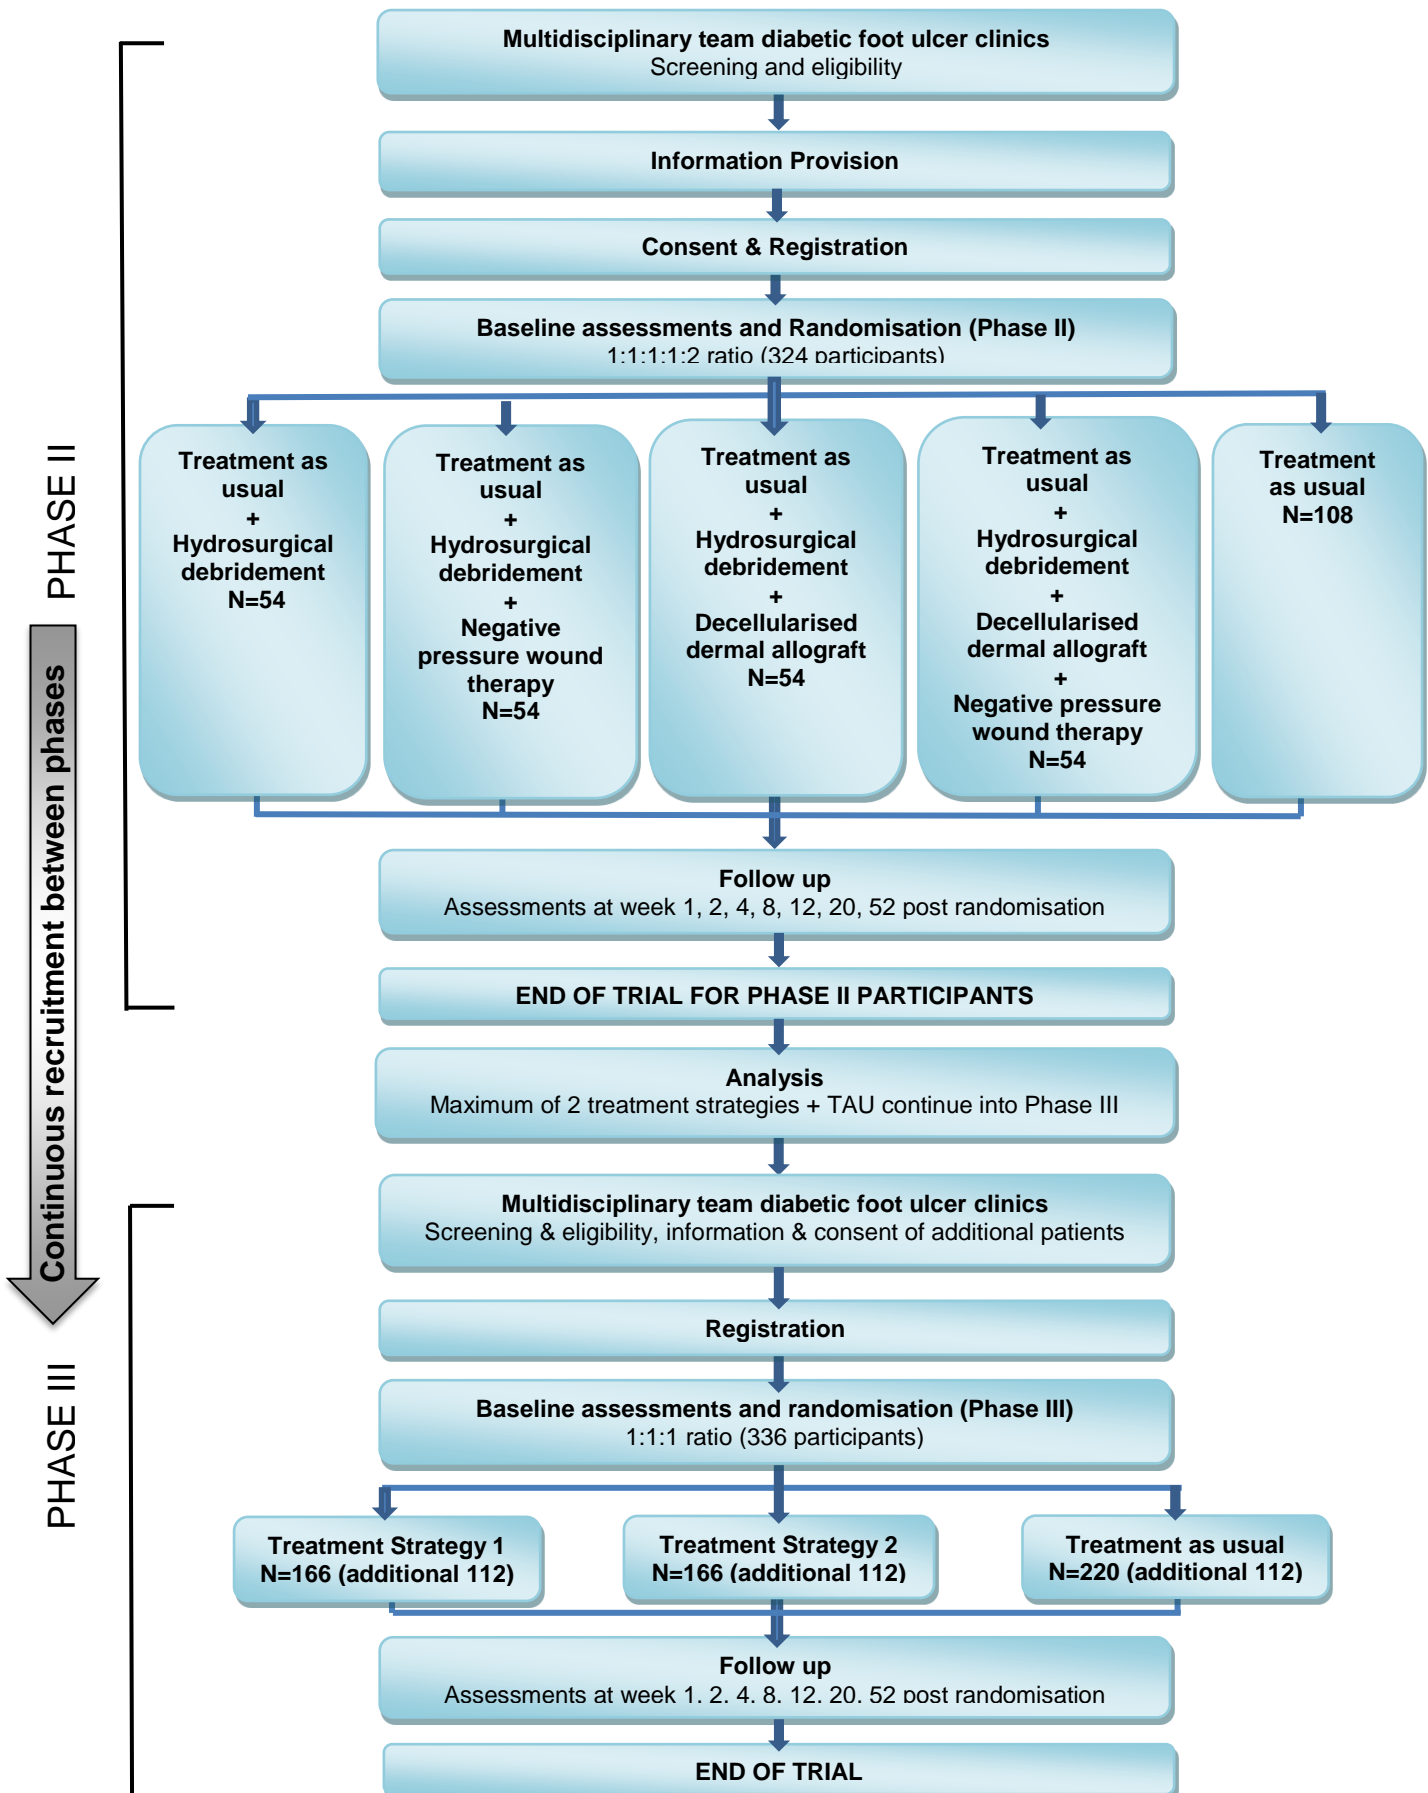 Multidisciplinary team diabetic foot ulcer clinics
Screening and eligibility
Information Provision
Consent & Registration
Baseline assessments and Randomisation (Phase II)
1:1:1:1:2 ratio (324 participants)
PHASE II
Treatment as
usual
+
Hydrosurgical
debridement
N=54
Treatment as
usual
+
Hydrosurgical
debridement
+
Negative
pressure wound
therapy
N=54
Treatment as
usual
+
Hydrosurgical
debridement
+
Decellularised
dermal allograft
N=54
Treatment as
usual
+
Hydrosurgical
debridement
+
Decellularised
dermal allograft
+
Negative pressure
wound therapy
N=54
Treatment
as usual
N=108
Continuous recruitment between phases
Follow up
Assessments at week 1, 2, 4, 8, 12, 20, 52 post randomisation
END OF TRIAL FOR PHASE II PARTICIPANTS
Analysis
Maximum of 2 treatment strategies + TAU continue into Phase III
Multidisciplinary team diabetic foot ulcer clinics
Screening & eligibility, information & consent of additional patients
Registration
PHASE III
Baseline assessments and randomisation (Phase III)
1:1:1 ratio (336 participants)
Treatment Strategy 1
N=166 (additional 112)
Treatment Strategy 2
N=166 (additional 112)
Treatment as usual
N=220 (additional 112)
Follow up
Assessments at week 1, 2, 4, 8, 12, 20, 52 post randomisation
END OF TRIAL